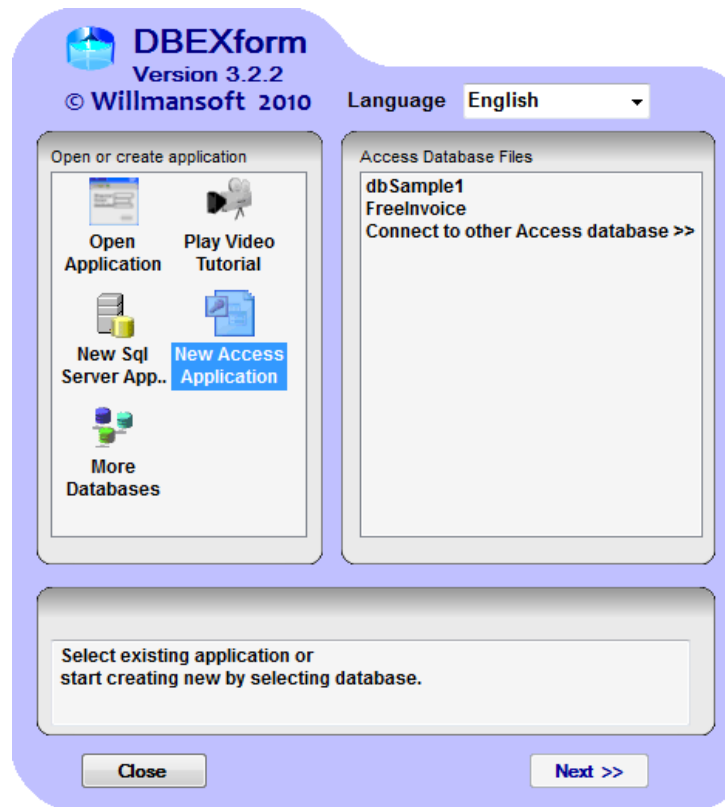 DBEXform
Version 3.2.2
© Willmansoft 2010
Language English
Open or create application
Open
Application
Play Video
Tutorial
New Sql
Server App..
New Access
Application
More
Databases
Access Database Files
dbSample1
FreeInvoice
Connect to other Access database >>
Select existing application or
start creating new by selecting database.
Close
Next >>